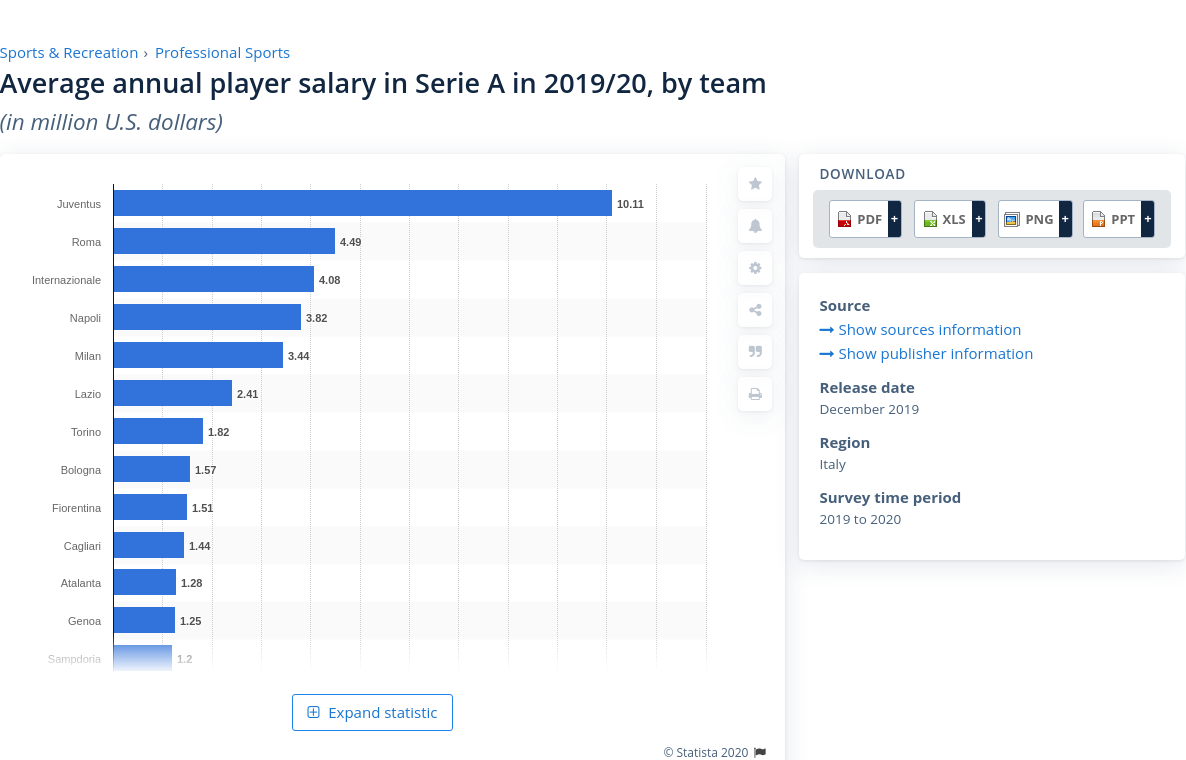 Sports & Recreation › Professional Sports
Average annual player salary in Serie A in 2019/20, by team
(in million U.S. dollars)
Juventus 10.11
Roma 4.49
Internazionale 4.08
Napoli 3.82
Milan 3.44
Lazio 2.41
Torino 1.82
Bologna 1.57
Fiorentina 1.51
Cagliari 1.44
Atalanta 1.28
Genoa 1.25
Sampdoria 1.2
Expand statistic
© Statista 2020
DOWNLOAD
PDF + XLS + PNG + PPT +
Source
Show sources information
Show publisher information
Release date
December 2019
Region
Italy
Survey time period
2019 to 2020